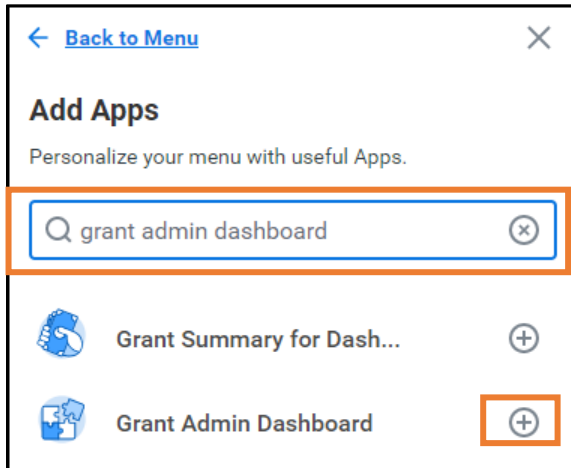 Back to Menu
Add Apps
Personalize your menu with useful Apps.
grant admin dashboard
Grant Summary for Dash...
Grant Admin Dashboard